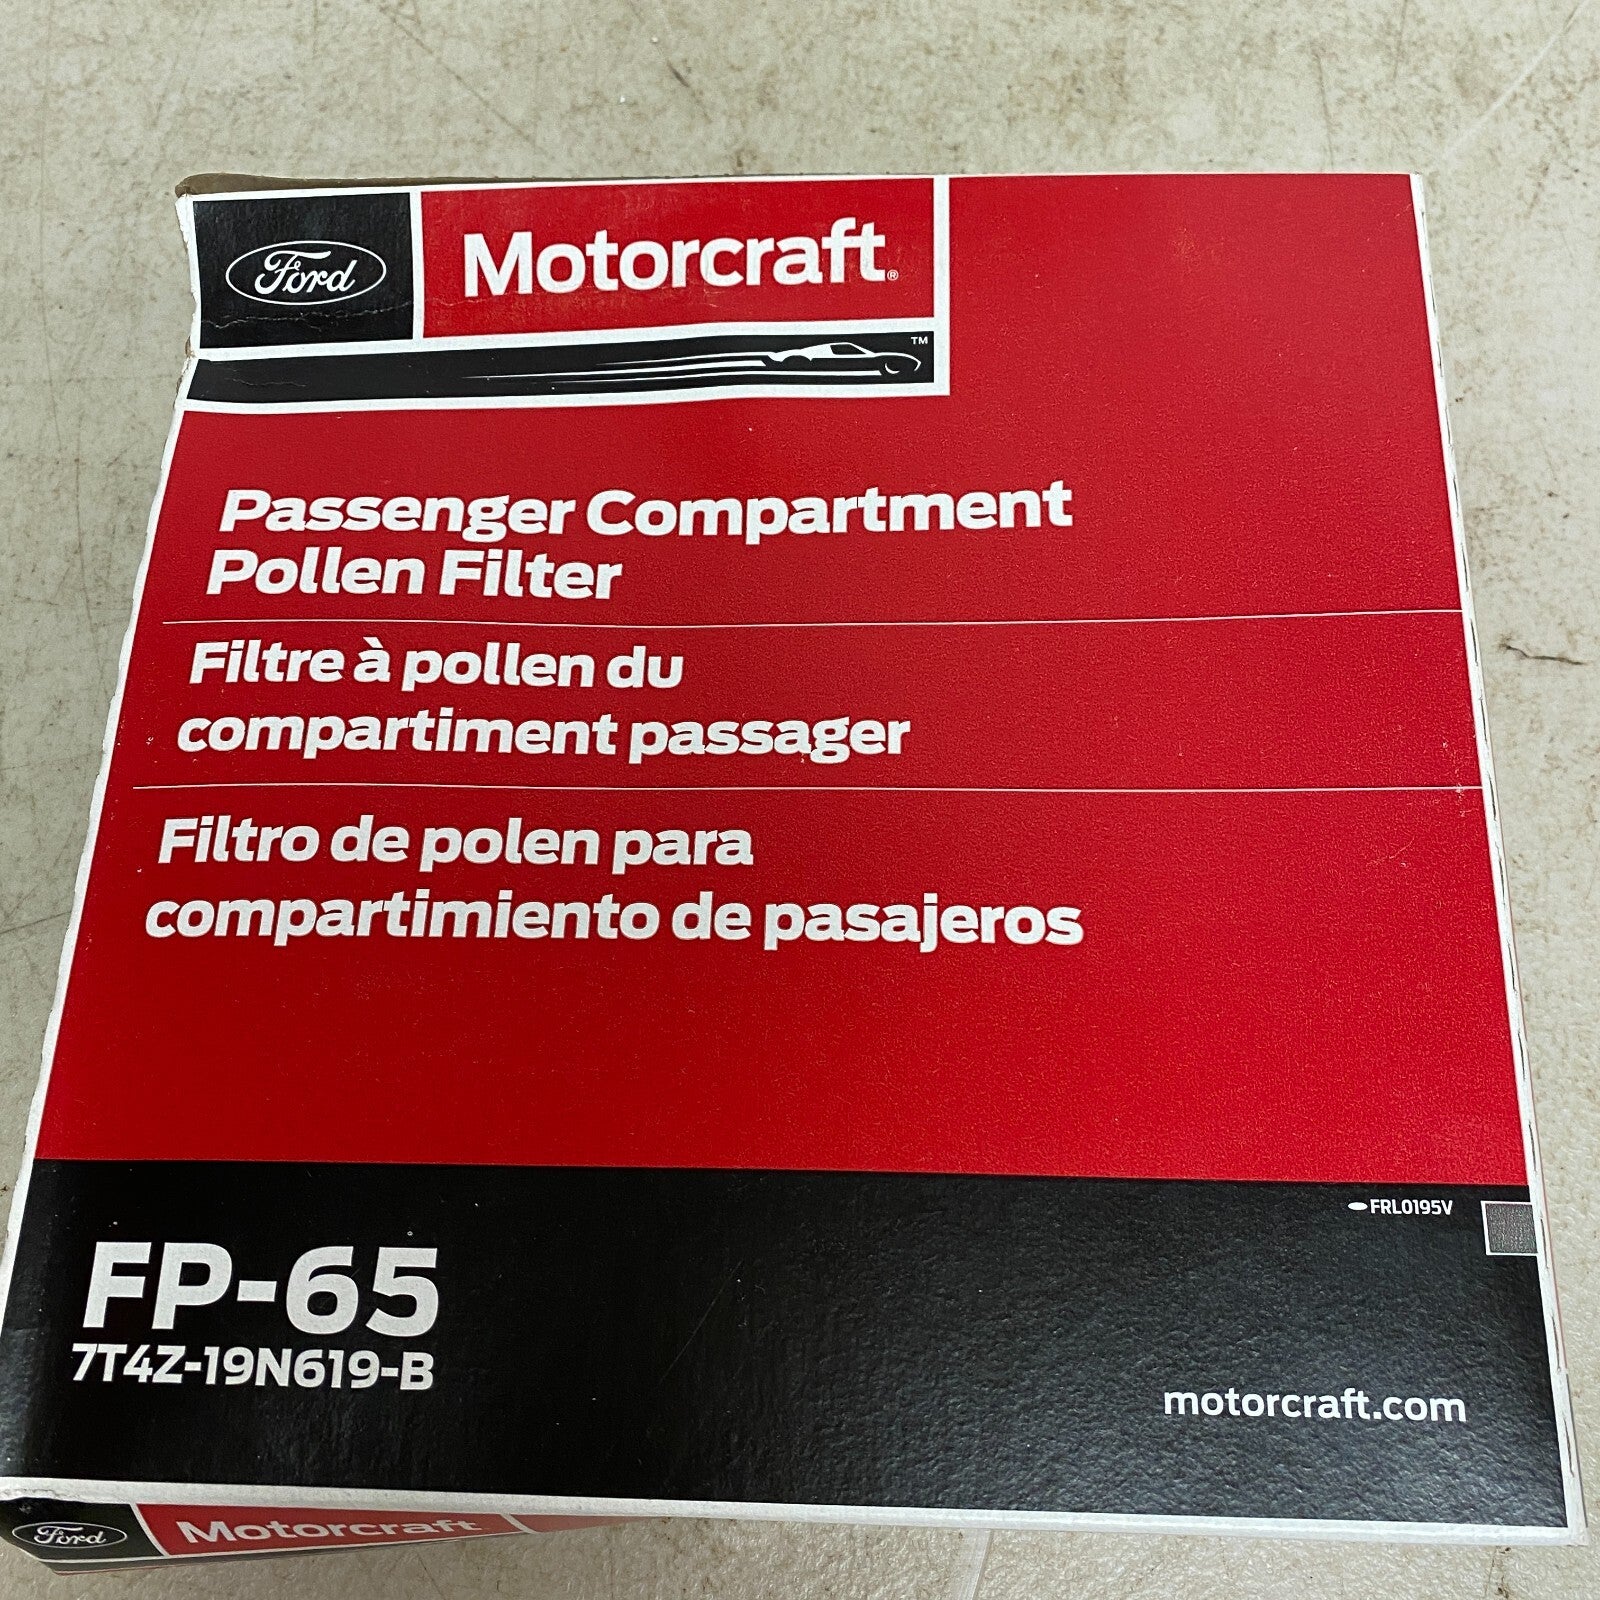 Ford
Motorcraft®
TM
Passenger Compartment
Pollen Filter
Filtre à pollen du
compartiment passager
Filtro de polen para
compartimiento de pasajeros
FRL0195V
FP-65
7T4Z-19N619-B
motorcraft.com
Ford
Motorcraft